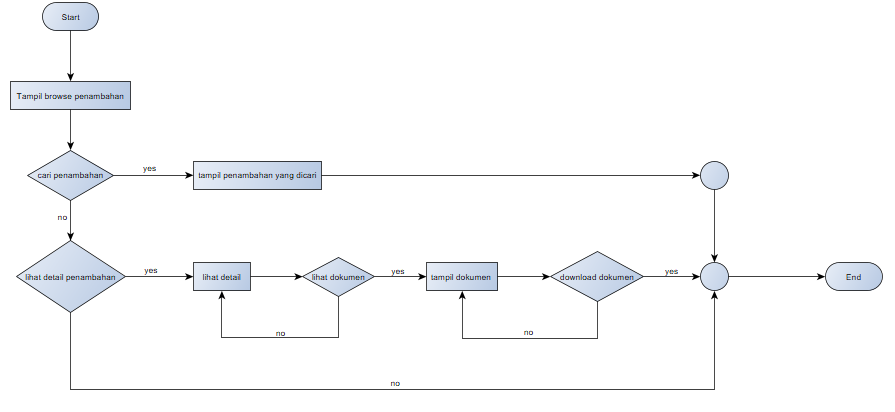 Start
Tampil browse penambahan
cari penambahan
yes
tampil penambahan yang dicari
no
lihat detail penambahan
yes
lihat detail
lihat dokumen
yes
tampil dokumen
download dokumen
yes
End
no
no
no